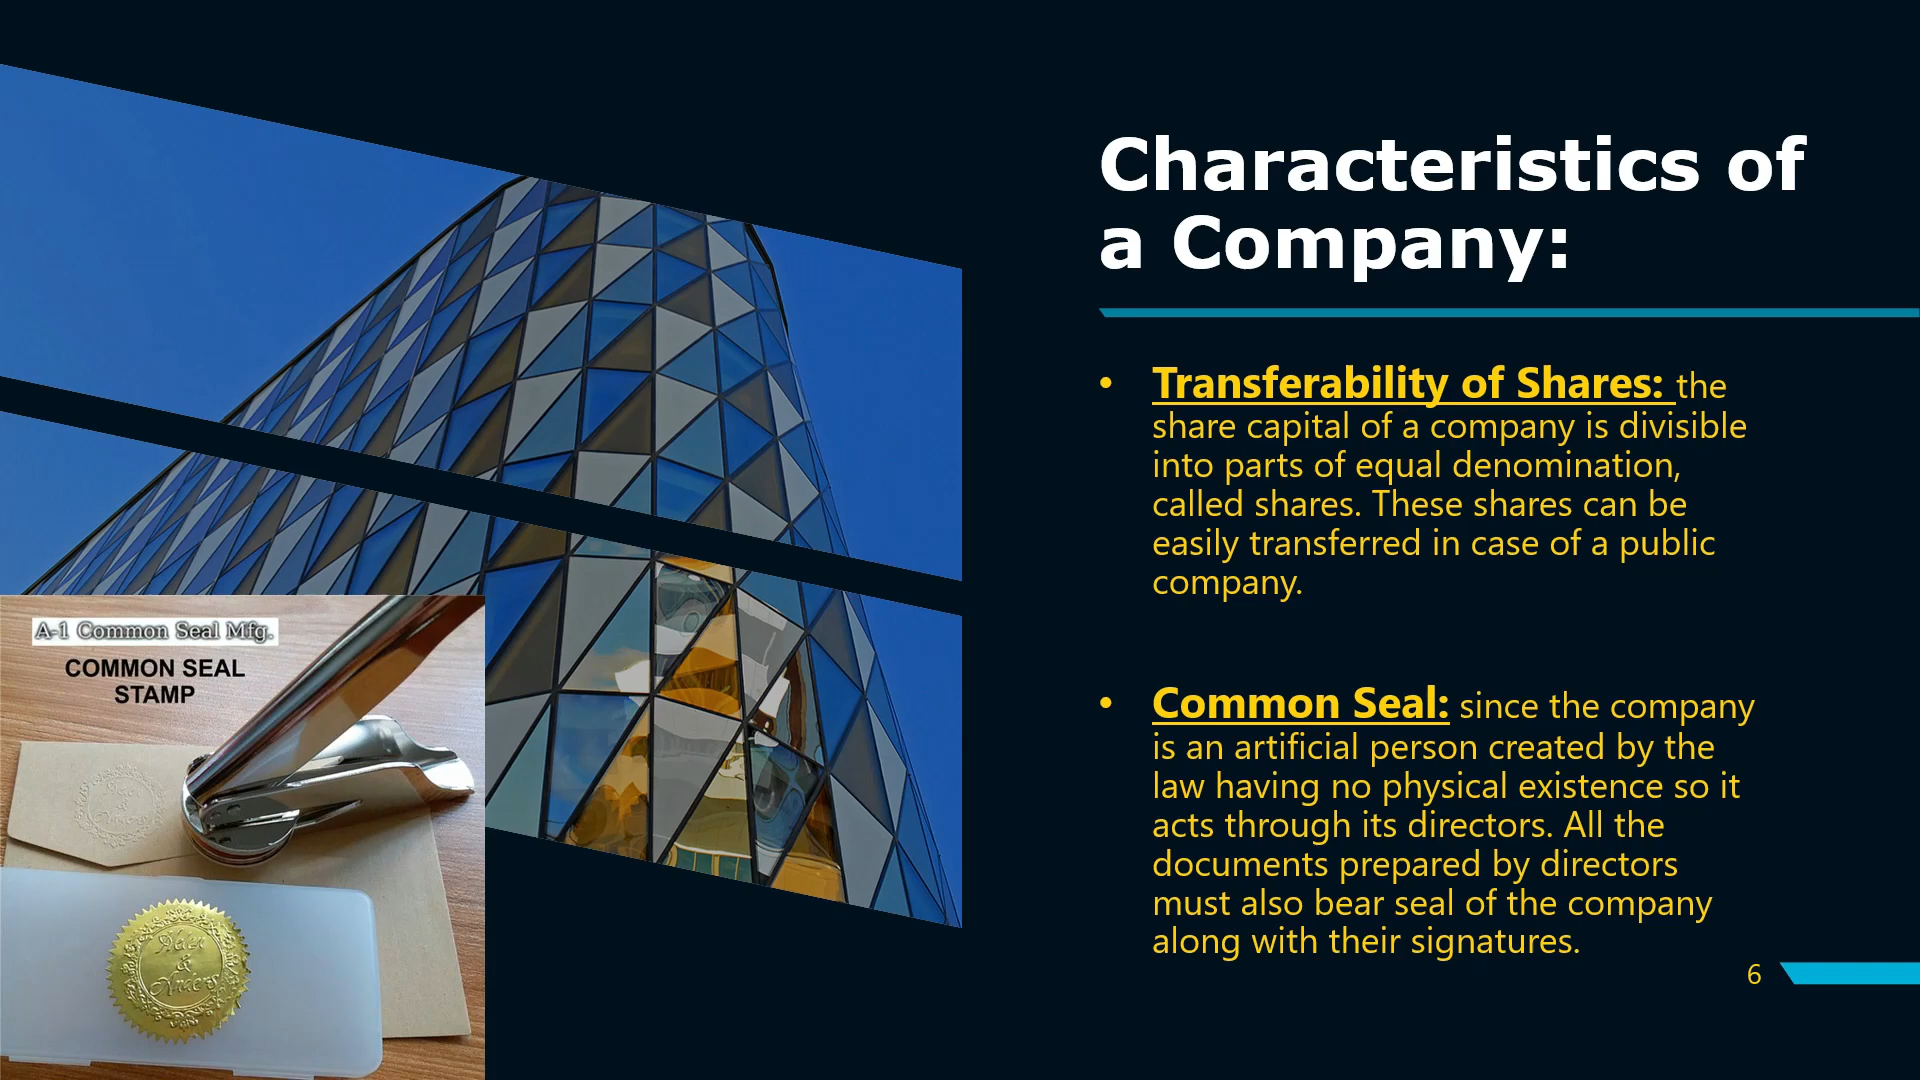 Characteristics of
a Company:
• Transferability of Shares: the
share capital of a company is divisible
into parts of equal denomination,
called shares. These shares can be
easily transferred in case of a public
company.
• Common Seal: since the company
is an artificial person created by the
law having no physical existence so it
acts through its directors. All the
documents prepared by directors
must also bear seal of the company
along with their signatures.
6
A-1 Common Seal Mfg.
COMMON SEAL
STAMP
&